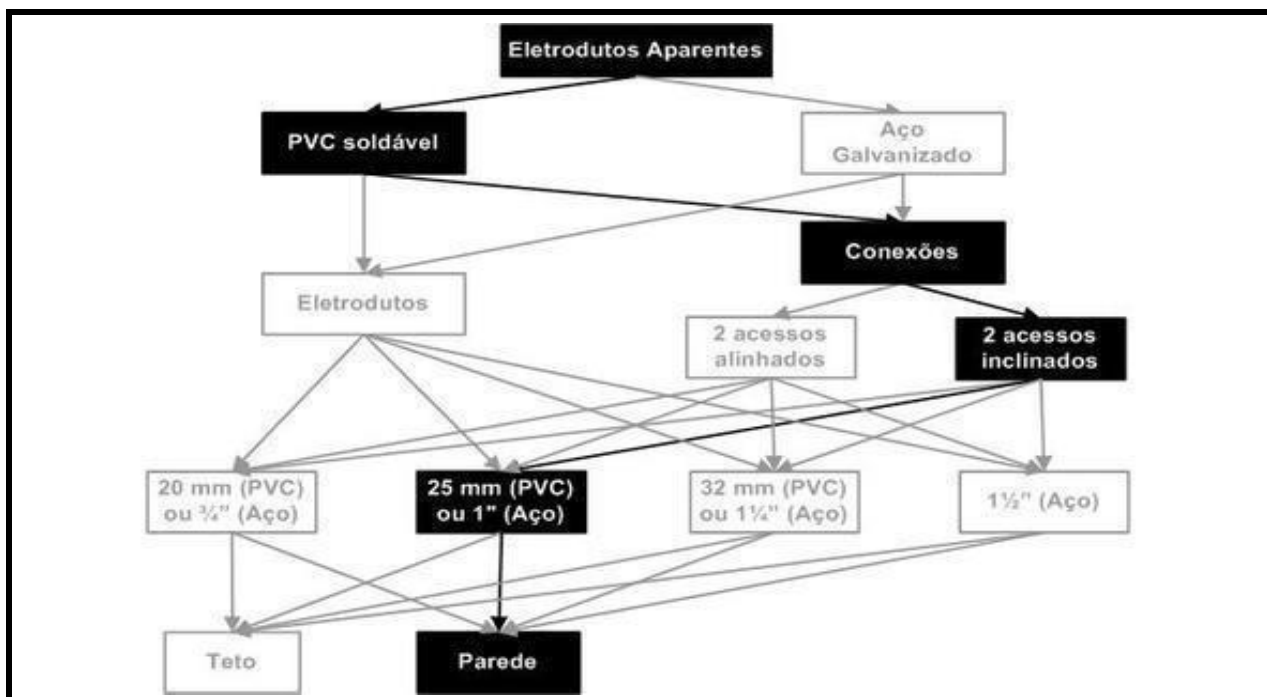 Eletrodutos Aparentes
PVC soldável
Aço
Galvanizado
Conexões
Eletrodutos
2 acessos
alinhados
2 acessos
inclinados
20 mm (PVC)
ou ¾” (Aço)
25 mm (PVC)
ou 1" (Aço)
32 mm (PVC)
ou 1¼” (Aço)
1½” (Aço)
Teto
Parede